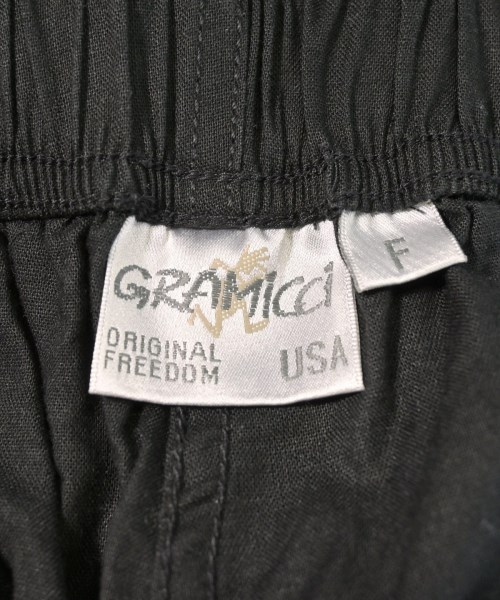 GRAMicci
ORIGINAL
FREEDOM
USA
F